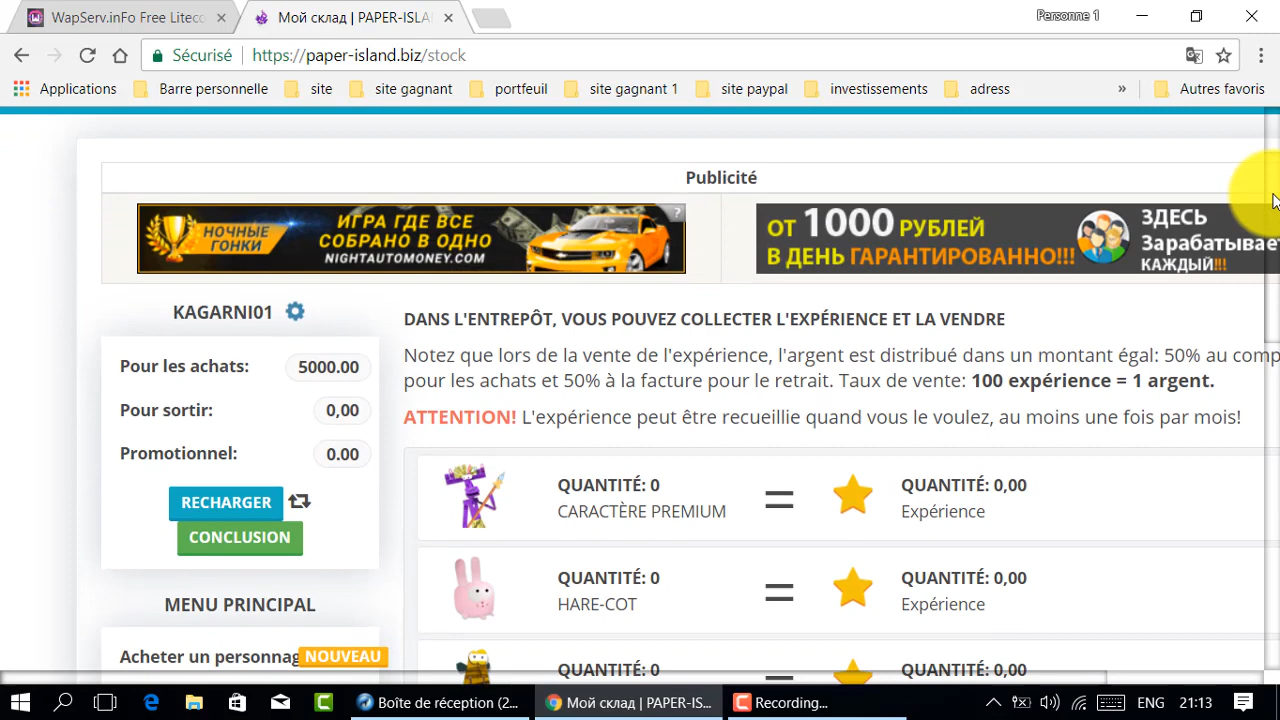 WapServ.inFo Free Liteco
Мой склад | PAPER-ISLA
Personne 1
Sécurisé
https://paper-island.biz/stock
Applications
Barre personnelle
site
site gagnant
portfeuil
site gagnant 1
site paypal
investissements
adress
»
Autres favoris
Publicité
НОЧНЫЕ
ГОНКИ
ИГРА ГДЕ ВСЕ
СОБРАНО В ОДНО
NIGHTAUTOMONEY.COM
?
ОТ 1000 РУБЛЕЙ
В ДЕНЬ ГАРАНТИРОВАННО!!!
ЗДЕСЬ
Зарабатывае
КАЖДЫЙ!!!
KAGARNI01
Pour les achats: 5000.00
Pour sortir: 0,00
Promotionnel: 0.00
RECHARGER
CONCLUSION
MENU PRINCIPAL
Acheter un personnag NOUVEAU
DANS L'ENTREPÔT, VOUS POUVEZ COLLECTER L'EXPÉRIENCE ET LA VENDRE
Notez que lors de la vente de l'expérience, l'argent est distribué dans un montant égal: 50% au comp
pour les achats et 50% à la facture pour le retrait. Taux de vente: 100 expérience = 1 argent.
ATTENTION! L'expérience peut être recueillie quand vous le voulez, au moins une fois par mois!
QUANTITÉ: 0
CARACTÈRE PREMIUM
=
QUANTITÉ: 0,00
Expérience
QUANTITÉ: 0
HARE-COT
=
QUANTITÉ: 0,00
Expérience
QUANTITÉ: 0
QUANTITÉ: 0,00
Boîte de réception (2...
Мой склад | PAPER-IS...
Recording...
ENG
21:13